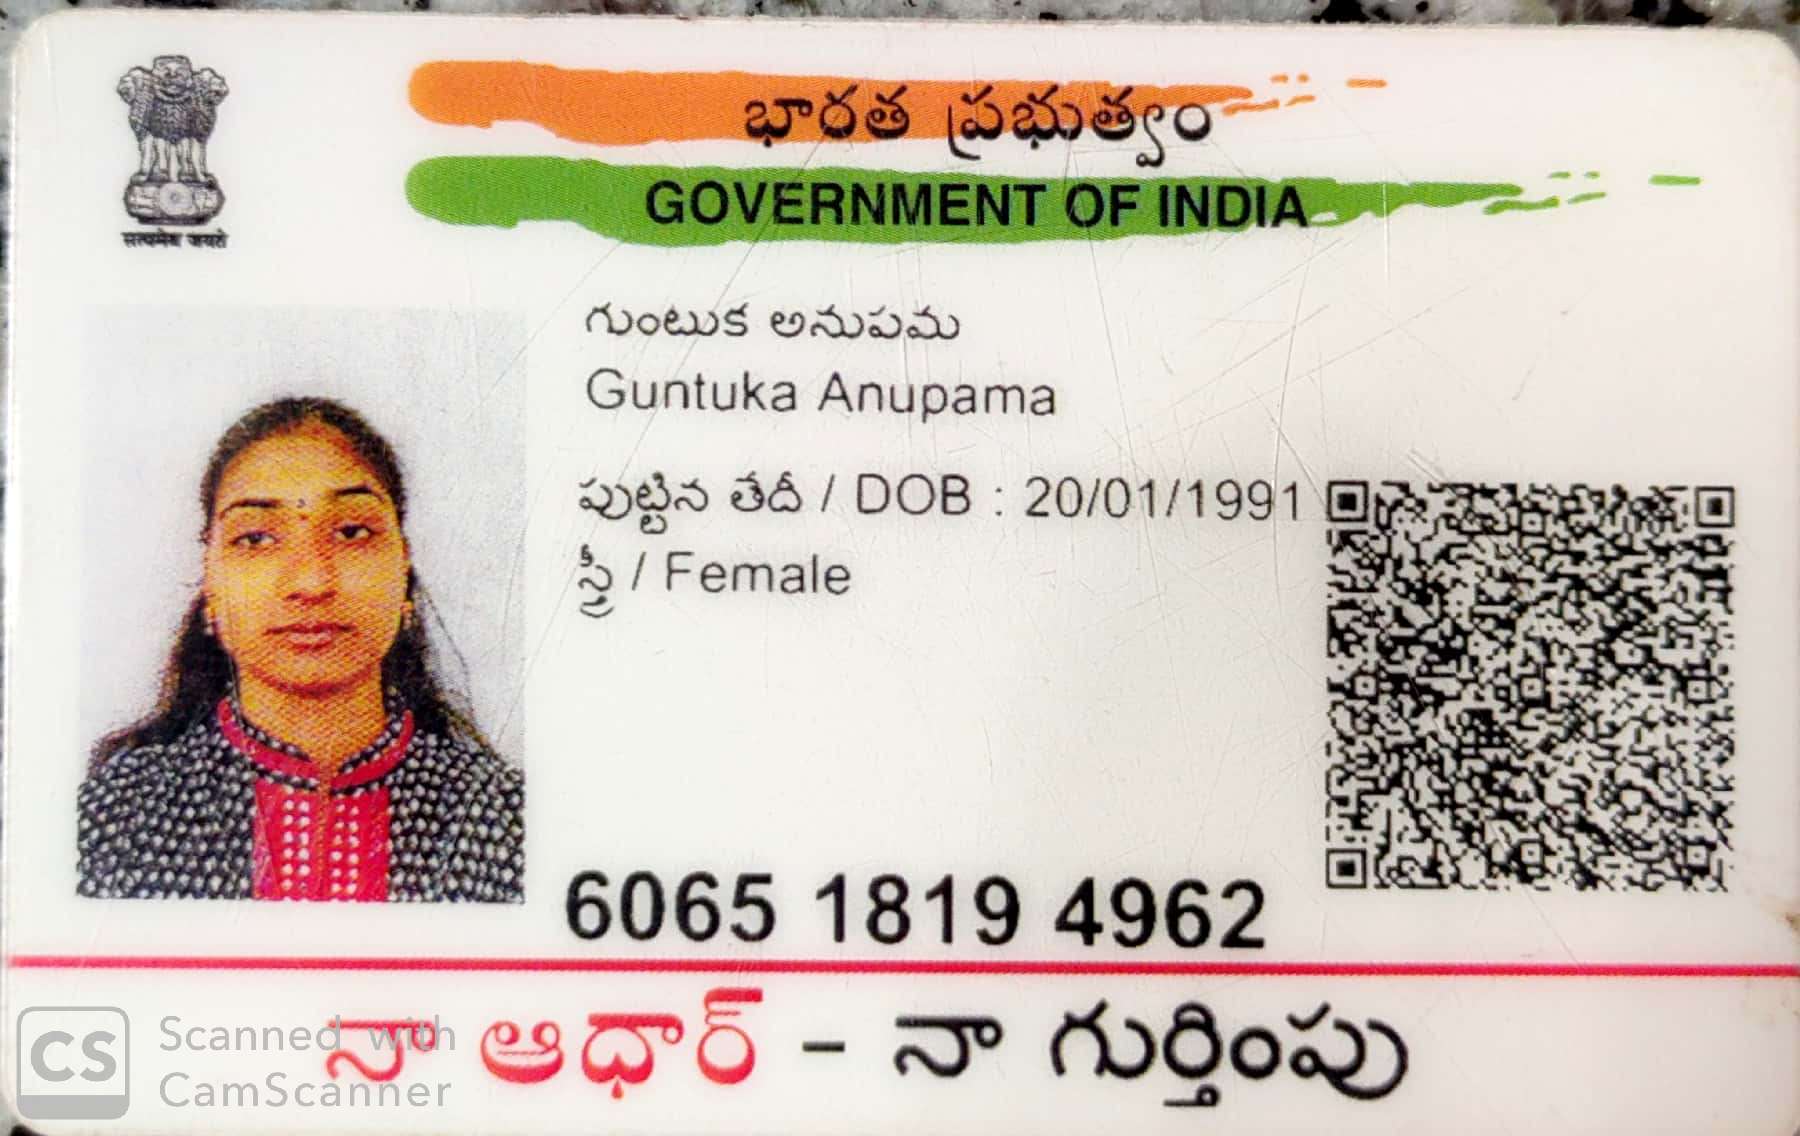 భారత ప్రభుత్వం
GOVERNMENT OF INDIA
सत्यमेव जयते
గుంటుక అనుపమ
Guntuka Anupama
పుట్టిన తేదీ / DOB : 20/01/1991
స్త్రీ / Female
6065 1819 4962
నా ఆధార్ - నా గుర్తింపు
CS Scanned with
CamScanner